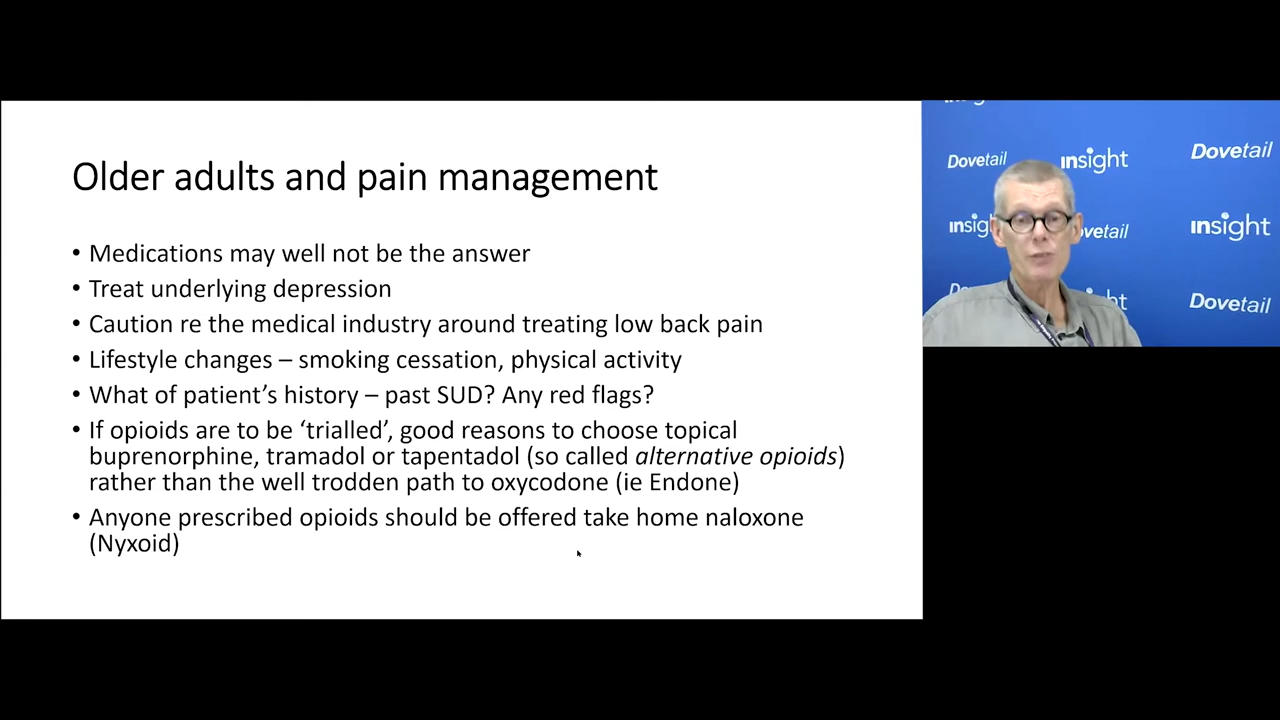 Older adults and pain management
• Medications may well not be the answer
• Treat underlying depression
• Caution re the medical industry around treating low back pain
• Lifestyle changes – smoking cessation, physical activity
• What of patient’s history – past SUD? Any red flags?
• If opioids are to be ‘trialled’, good reasons to choose topical
buprenorphine, tramadol or tapentadol (so called alternative opioids)
rather than the well trodden path to oxycodone (ie Endone)
• Anyone prescribed opioids should be offered take home naloxone
(Nyxoid)
Dovetail insight Dovetail
insight
Dovetail